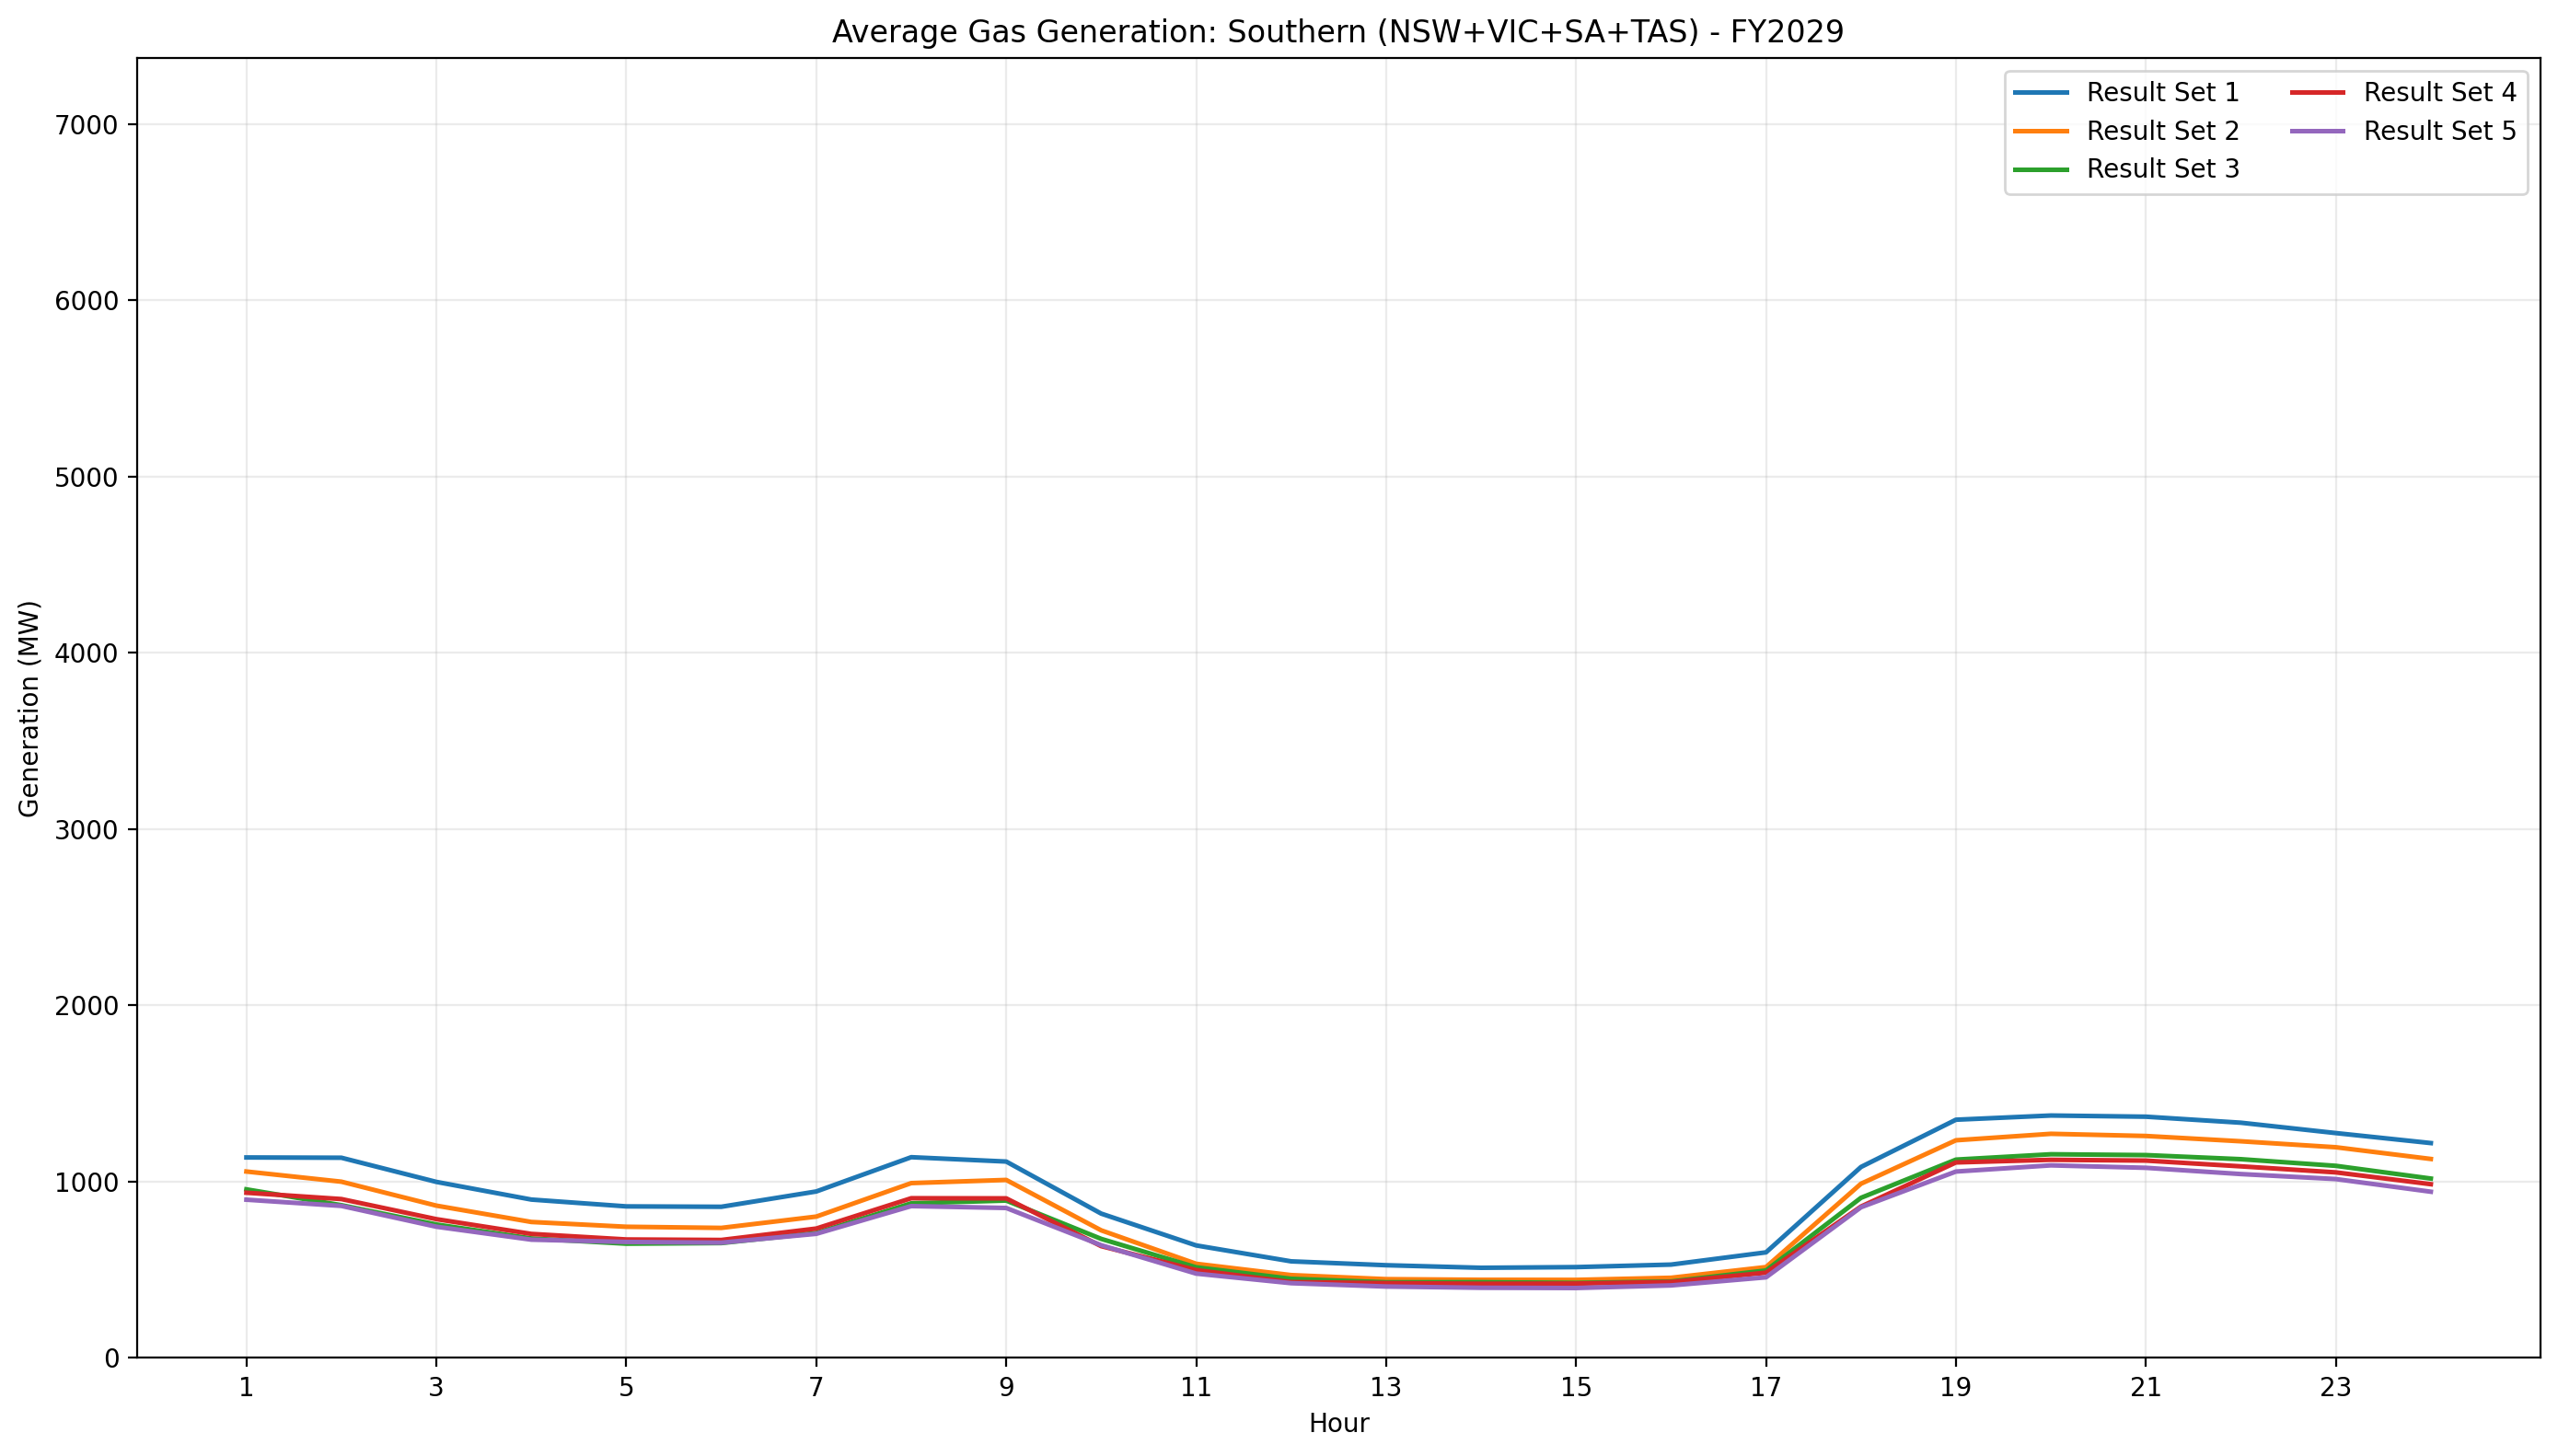 Average Gas Generation: Southern (NSW+VIC+SA+TAS) - FY2029
Result Set 1
Result Set 2
Result Set 3
Result Set 4
Result Set 5
Generation (MW)
7000
6000
5000
4000
3000
2000
1000
0
1 3 5 7 9 11 13 15 17 19 21 23
Hour